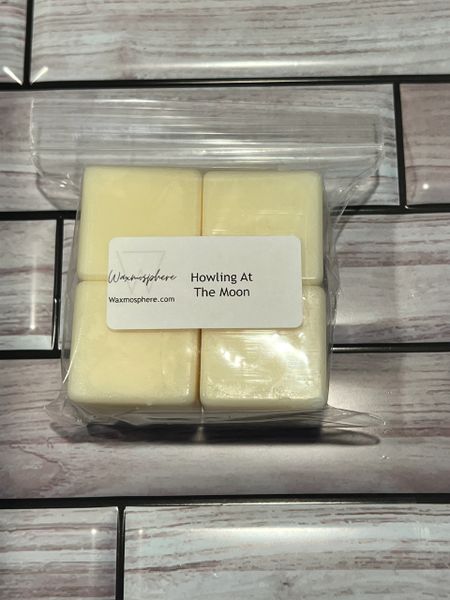 Waxmosphere
Waxmosphere.com
Howling At
The Moon